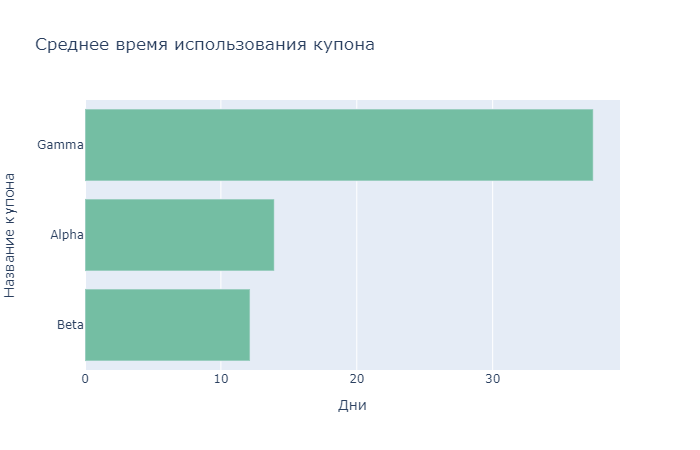 Среднее время использования купона
Название купона
Gamma
Alpha
Beta
0 10 20 30
Дни